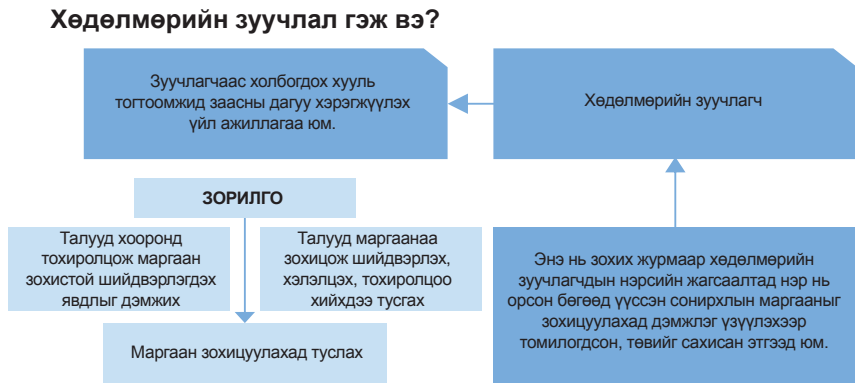 Хөдөлмөрийн зуучлал гэж вэ?
Зуучлагчаас холбогдох хууль
тогтоомжид заасны дагуу хэрэгжүүлэх
үйл ажиллагаа юм.
Хөдөлмөрийн зуучлагч
ЗОРИЛГО
Талууд хооронд
тохиролцож маргаан
зохистой шийдвэрлэгдэх
явдлыг дэмжих
Талууд маргаанаа
зохицож шийдвэрлэх,
хэлэлцэх, тохиролцоо
хийхдээ тусгах
Маргаан зохицуулахад туслах
Энэ нь зохих журмаар хөдөлмөрийн
зуучлагчдын нэрсийн жагсаалтад нэр нь
орсон бөгөөд үүссэн сонирхлын маргааныг
зохицуулахад дэмжлэг үзүүлэхээр
томилогдсон, төвийг сахисан этгээд юм.